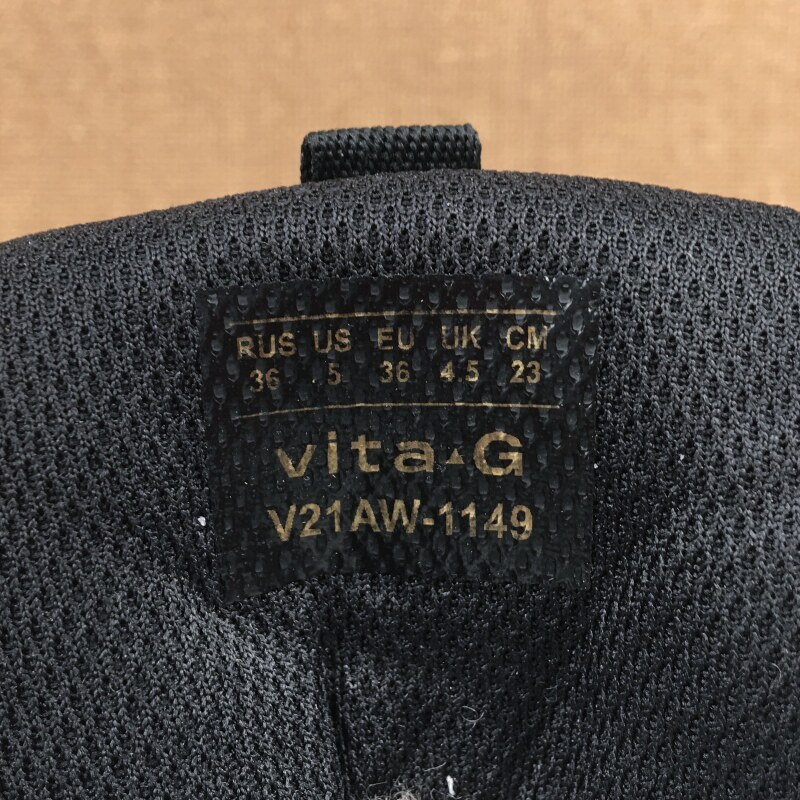 RUS US EU UK CM
36 5 36 4.5 23
vita▲G
V21AW-1149